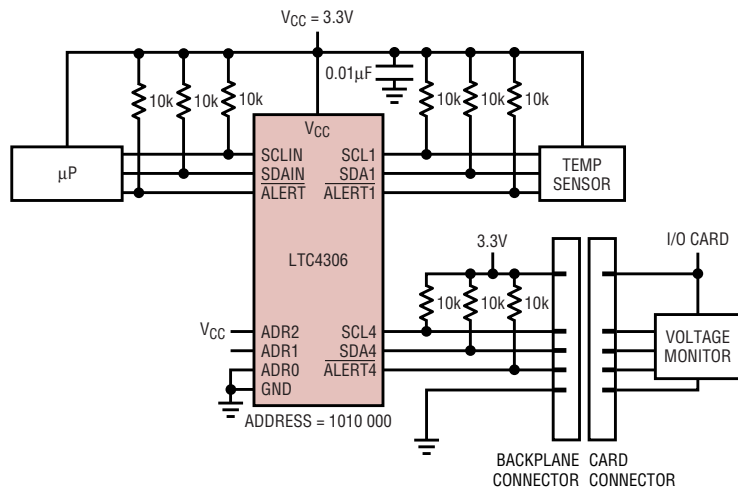 VCC = 3.3V
0.01µF
10k 10k 10k
10k 10k 10k
VCC
µP
SCLIN SCL1
SDAIN SDA1
ALERT ALERT1
TEMP
SENSOR
LTC4306
3.3V
I/O CARD
10k 10k 10k
VCC
ADR2 SCL4
ADR1 SDA4
ADR0 ALERT4
GND
VOLTAGE
MONITOR
ADDRESS = 1010 000
BACKPLANE CARD
CONNECTOR CONNECTOR